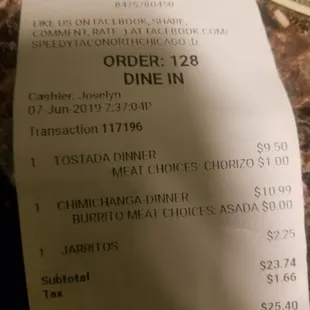 8475780490
LIKE US ON FACEBOOK, SHARE,
COMMENT, RATE :) AT FACEBOOK.COM/
SPEEDYTACONORTHCHICAGO :D
ORDER: 128
DINE IN
Cashier: Joselyn
07-Jun-2019 7:37:04P
Transaction 117196
1 TOSTADA DINNER $9.50
MEAT CHOICES: CHORIZO $1.00
1 CHIMICHANGA DINNER $10.99
BURRITO MEAT CHOICES: ASADA $0.00
1 JARRITOS $2.25
Subtotal $23.74
Tax $1.66
$25.40